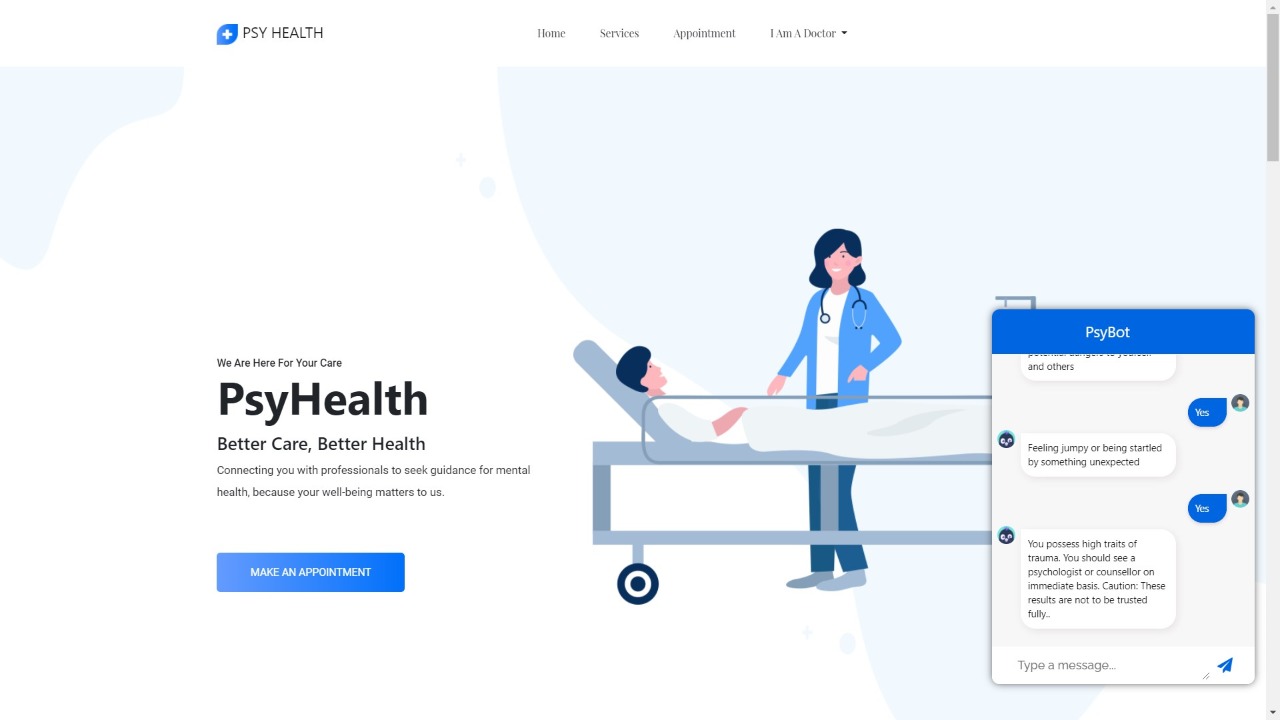 PSY HEALTH
Home
Services
Appointment
I Am A Doctor
We Are Here For Your Care
PsyHealth
Better Care, Better Health
Connecting you with professionals to seek guidance for mental
health, because your well-being matters to us.
MAKE AN APPOINTMENT
PsyBot
potential dangers to yourself
and others
Yes
Feeling jumpy or being startled
by something unexpected
Yes
You possess high traits of
trauma. You should see a
psychologist or counsellor on
immediate basis. Caution: These
results are not to be trusted
fully..
Type a message...